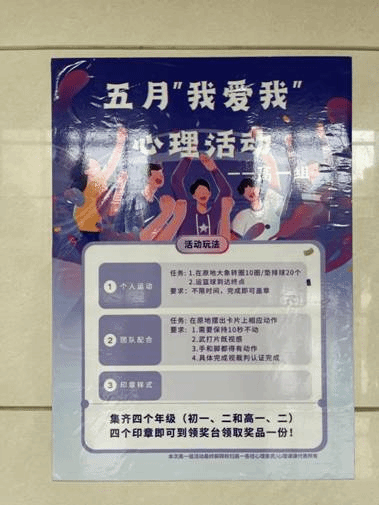 五月"我爱我"
心理活动
——高一组
活动玩法
1 个人运动
任务: 1.在原地大象转圈10圈/垫排球20个
2.运篮球到达终点
要求: 不限时间，完成即可盖章
2 团队配合
任务: 在原地摆出卡片上相应动作
要求: 1.需要保持10秒不动
2.武打片既视感
3.手和脚都得有动作
4.具体完成视裁判认证完成
3 印章样式
集齐四个年级（初一、二和高一、二）
四个印章即可到领奖台领取奖品一份！